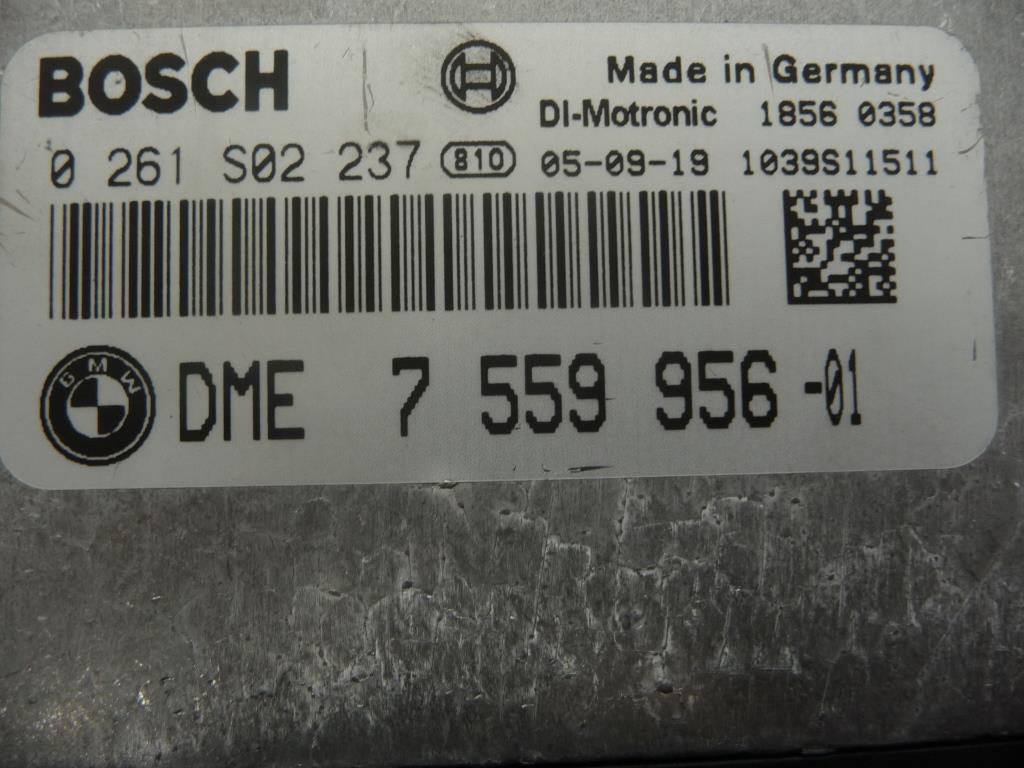 BOSCH
Made in Germany
DI-Motronic 1856 0358
0 261 S02 237 810 05-09-19 1039S11511
BMW DME 7 559 956-01